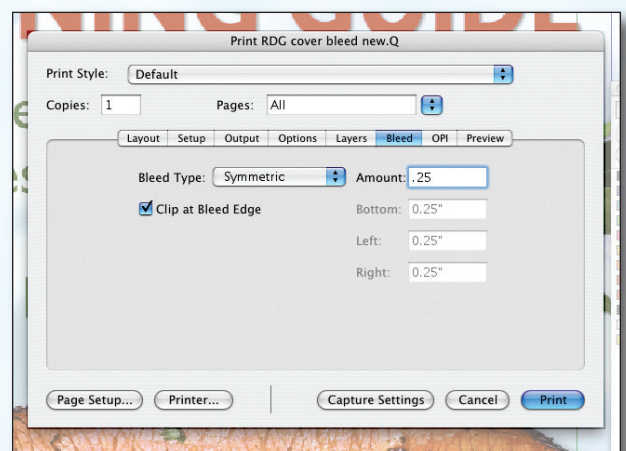 NING GUIDE
Print RDG cover bleed new.Q
Print Style: Default
Copies: 1 Pages: All
Layout Setup Output Options Layers Bleed OPI Preview
Bleed Type: Symmetric Amount: .25
Clip at Bleed Edge Bottom: 0.25"
Left: 0.25"
Right: 0.25"
Page Setup... Printer... Capture Settings Cancel Print